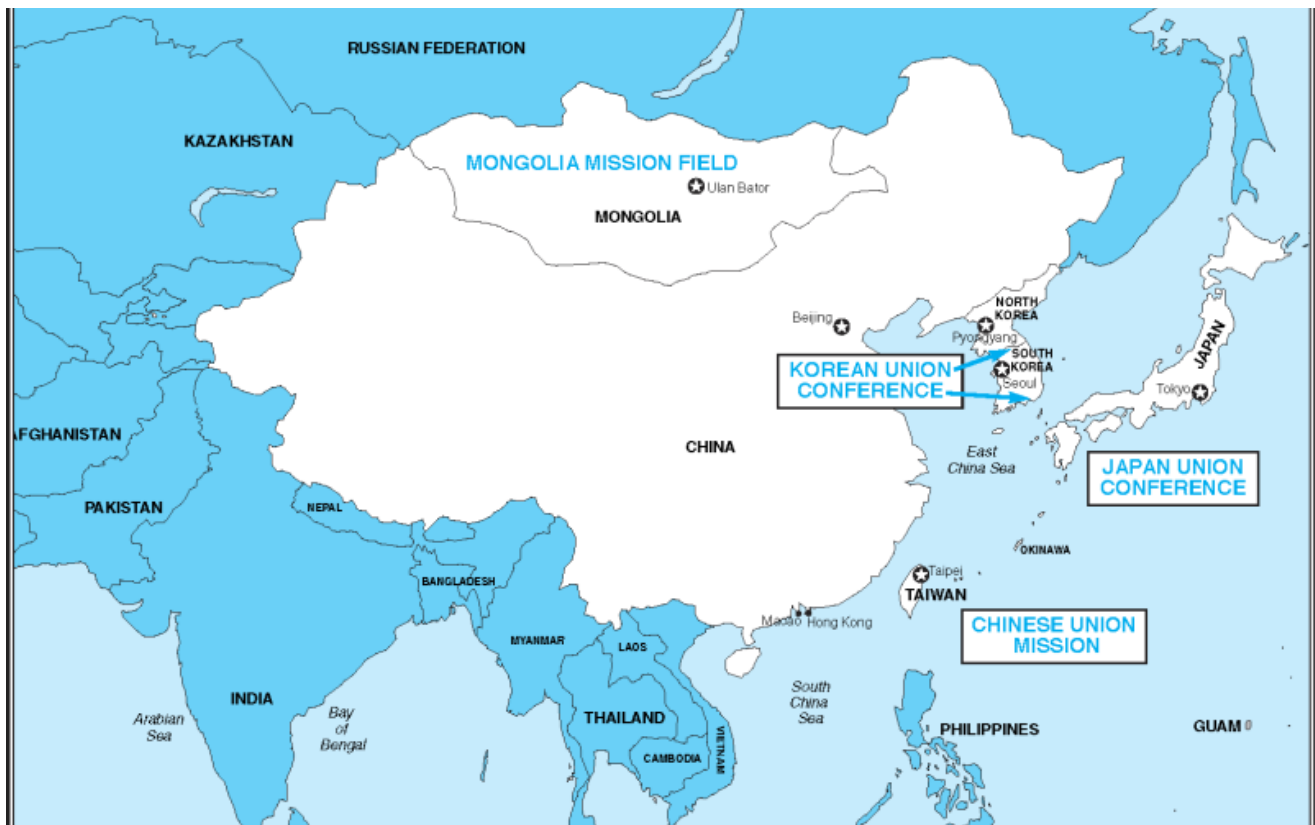 RUSSIAN FEDERATION
KAZAKHSTAN
MONGOLIA MISSION FIELD
Ulan Bator
MONGOLIA
NORTH
KOREA
Beijing
Pyongyang
JAPAN
SOUTH
KOREA
KOREAN UNION
CONFERENCE
Seoul
Tokyo
AFGHANISTAN
CHINA
East
China Sea
JAPAN UNION
CONFERENCE
PAKISTAN
NEPAL
OKINAWA
BANGLADESH
Taipei
TAIWAN
Macao
Hong Kong
CHINESE UNION
MISSION
MYANMAR
LAOS
INDIA
Arabian
Sea
Bay
of
Bengal
THAILAND
South
China
Sea
VIETNAM
PHILIPPINES
GUAM
CAMBODIA